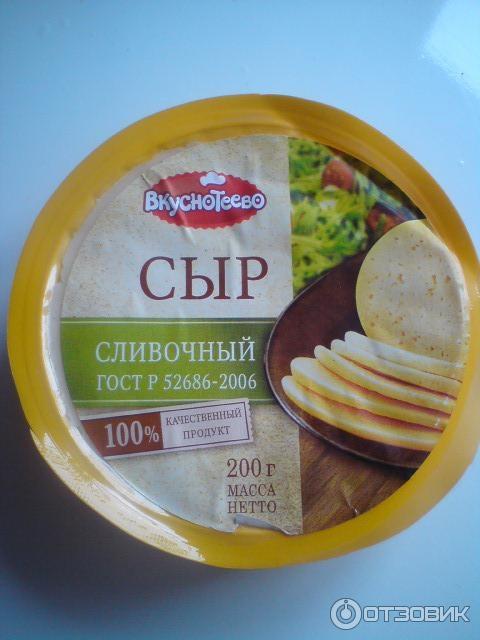 ВКУСНОТЕЕВО
СЫР
СЛИВОЧНЫЙ
ГОСТ Р 52686-2006
100% КАЧЕСТВЕННЫЙ
ПРОДУКТ
200 г
МАССА
НЕТТО
ОТЗОВИК